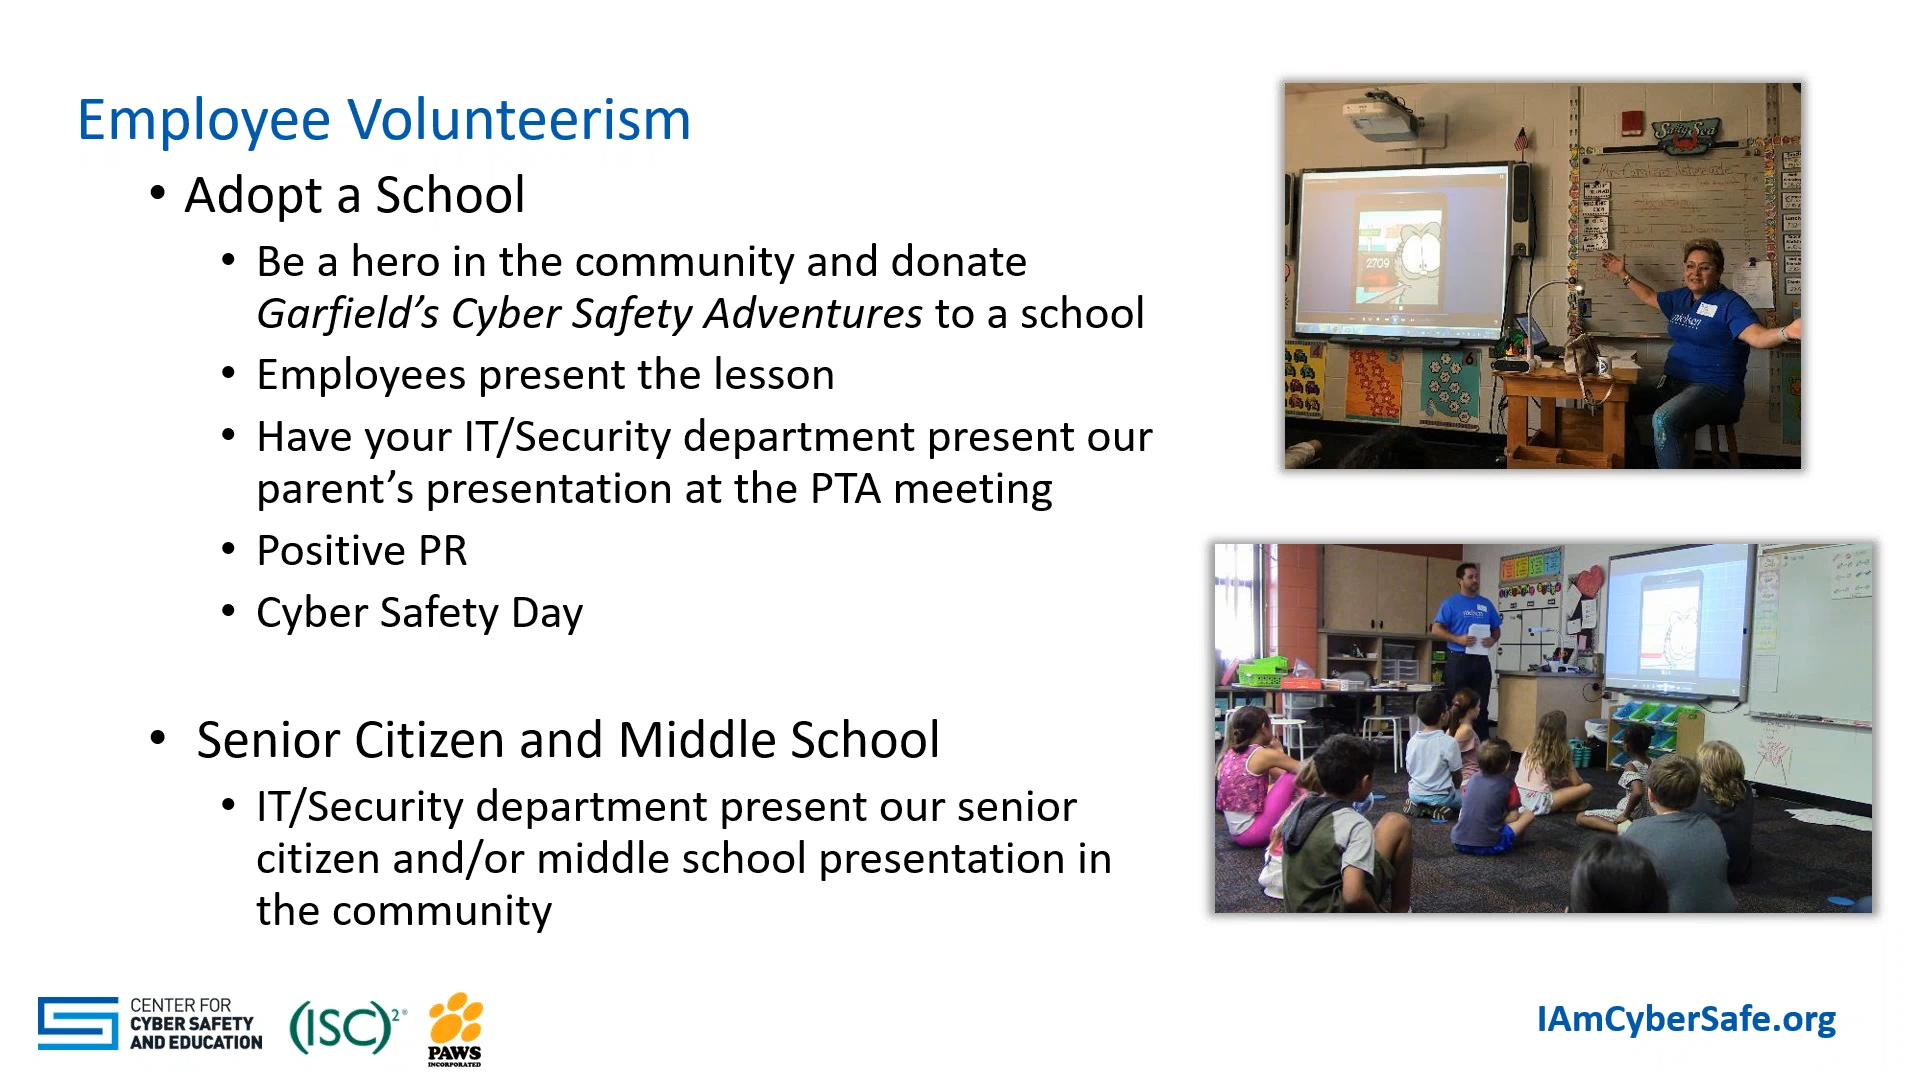 Employee Volunteerism
• Adopt a School
• Be a hero in the community and donate
Garfield’s Cyber Safety Adventures to a school
• Employees present the lesson
• Have your IT/Security department present our
parent’s presentation at the PTA meeting
• Positive PR
• Cyber Safety Day
• Senior Citizen and Middle School
• IT/Security department present our senior
citizen and/or middle school presentation in
the community
2709
5
6
CENTER FOR
CYBER SAFETY
AND EDUCATION
(ISC)²®
PAWS
INCORPORATED
IAmCyberSafe.org